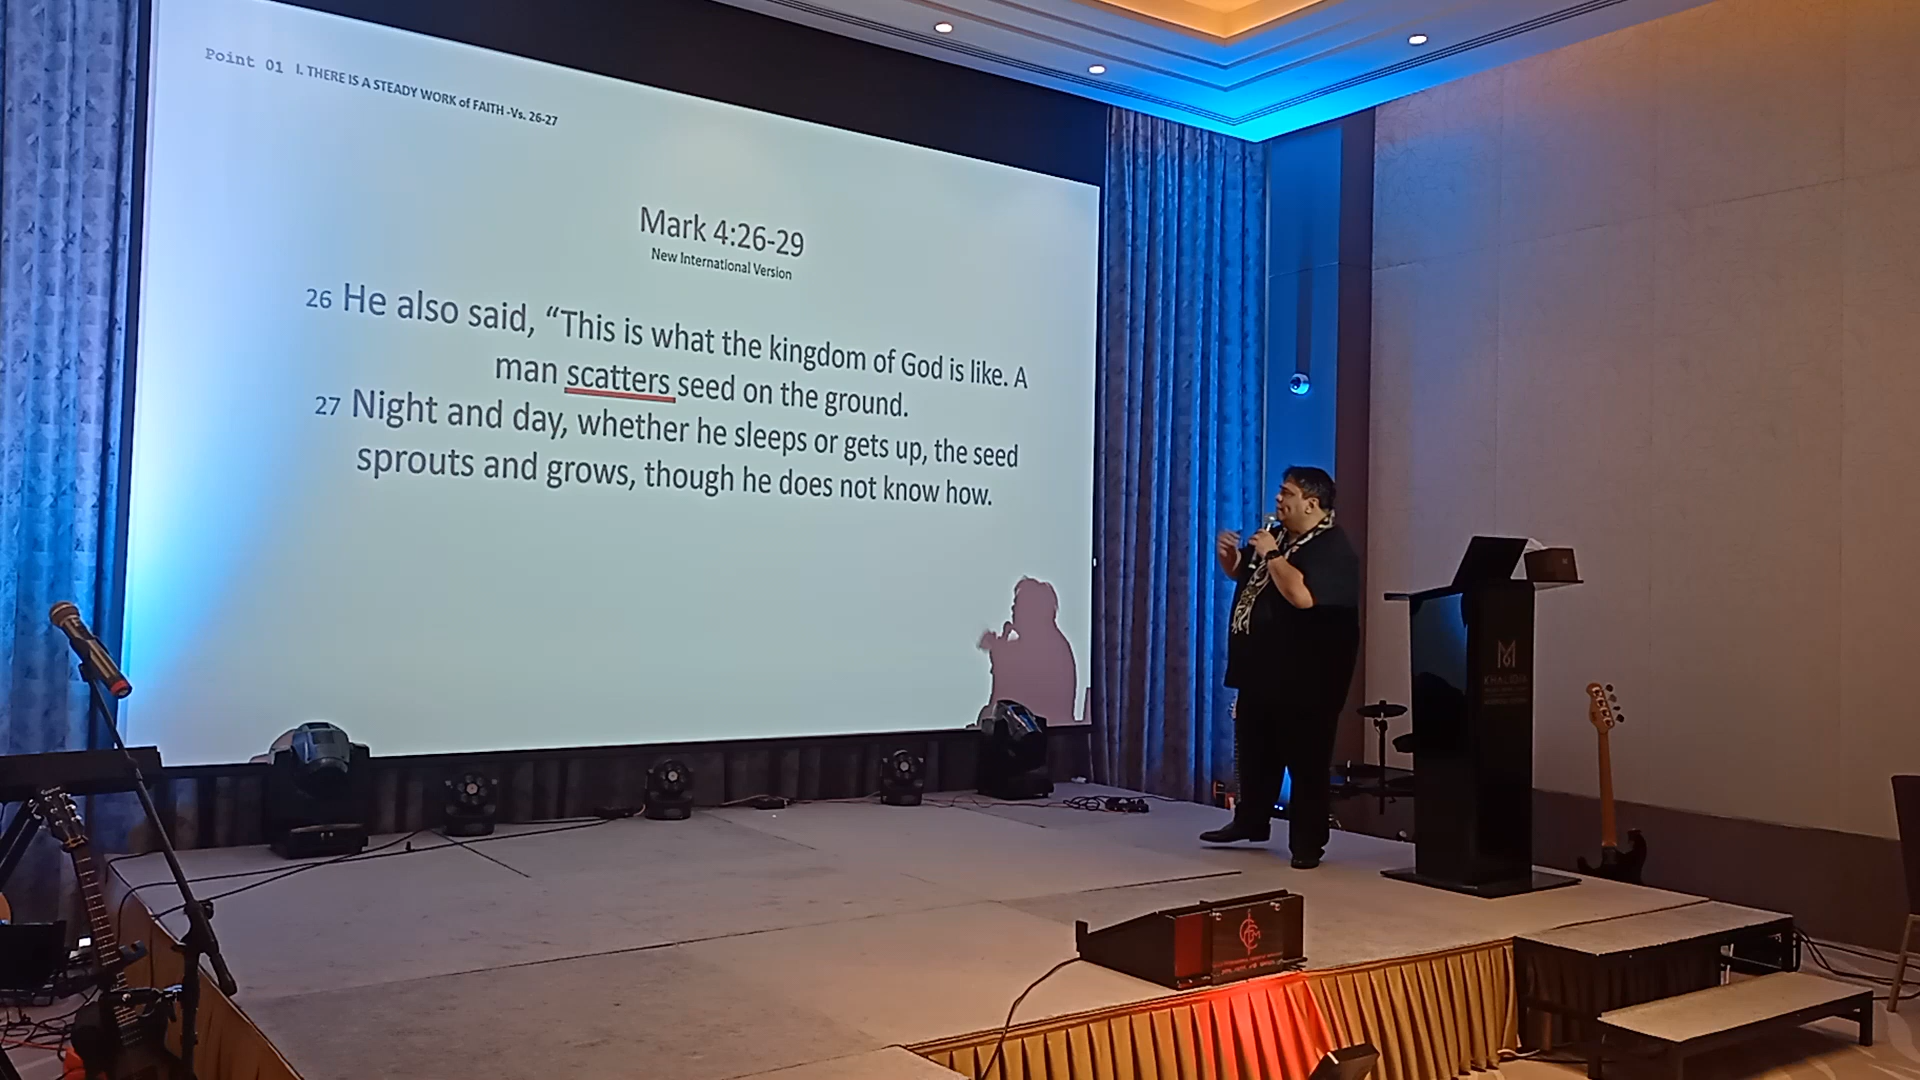 Point 01 I. THERE IS A STEADY WORK of FAITH -Vs. 26-27
Mark 4:26-29
New International Version
26 He also said, “This is what the kingdom of God is like. A
man scatters seed on the ground.
27 Night and day, whether he sleeps or gets up, the seed
sprouts and grows, though he does not know how.
KHALIDIA